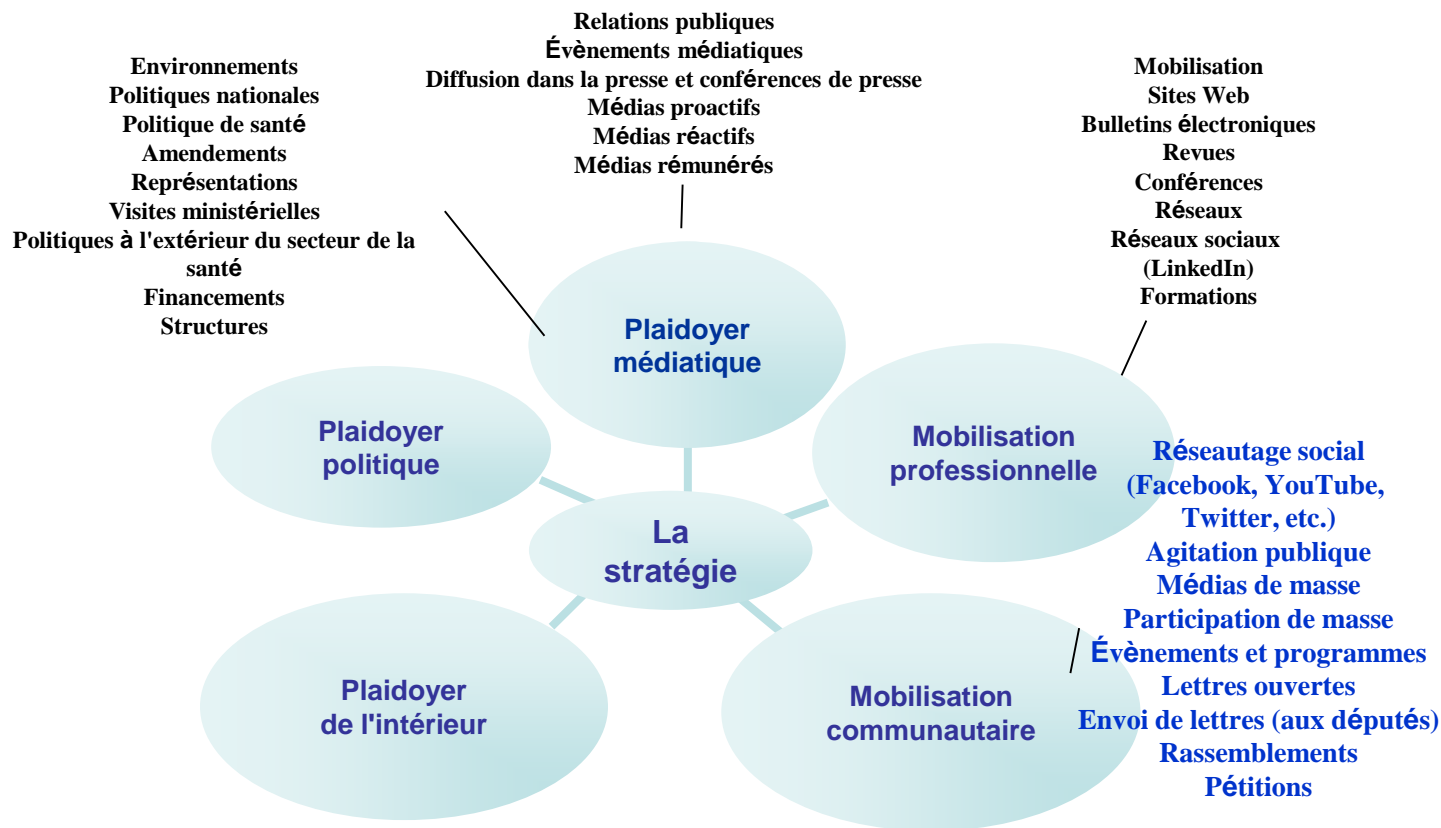 Relations publiques
Évènements médiatiques
Diffusion dans la presse et conférences de presse
Médias proactifs
Médias réactifs
Médias rémunérés
Environnements
Politiques nationales
Politique de santé
Amendements
Représentations
Visites ministérielles
Politiques à l'extérieur du secteur de la
santé
Financements
Structures
Mobilisation
Sites Web
Bulletins électroniques
Revues
Conférences
Réseaux
Réseaux sociaux
(LinkedIn)
Formations
Plaidoyer
médiatique
Plaidoyer
politique
Mobilisation
professionnelle
Réseautage social
(Facebook, YouTube,
Twitter, etc.)
Agitation publique
Médias de masse
Participation de masse
Évènements et programmes
Lettres ouvertes
Envoi de lettres (aux députés)
Rassemblements
Pétitions
La
stratégie
Plaidoyer
de l'intérieur
Mobilisation
communautaire